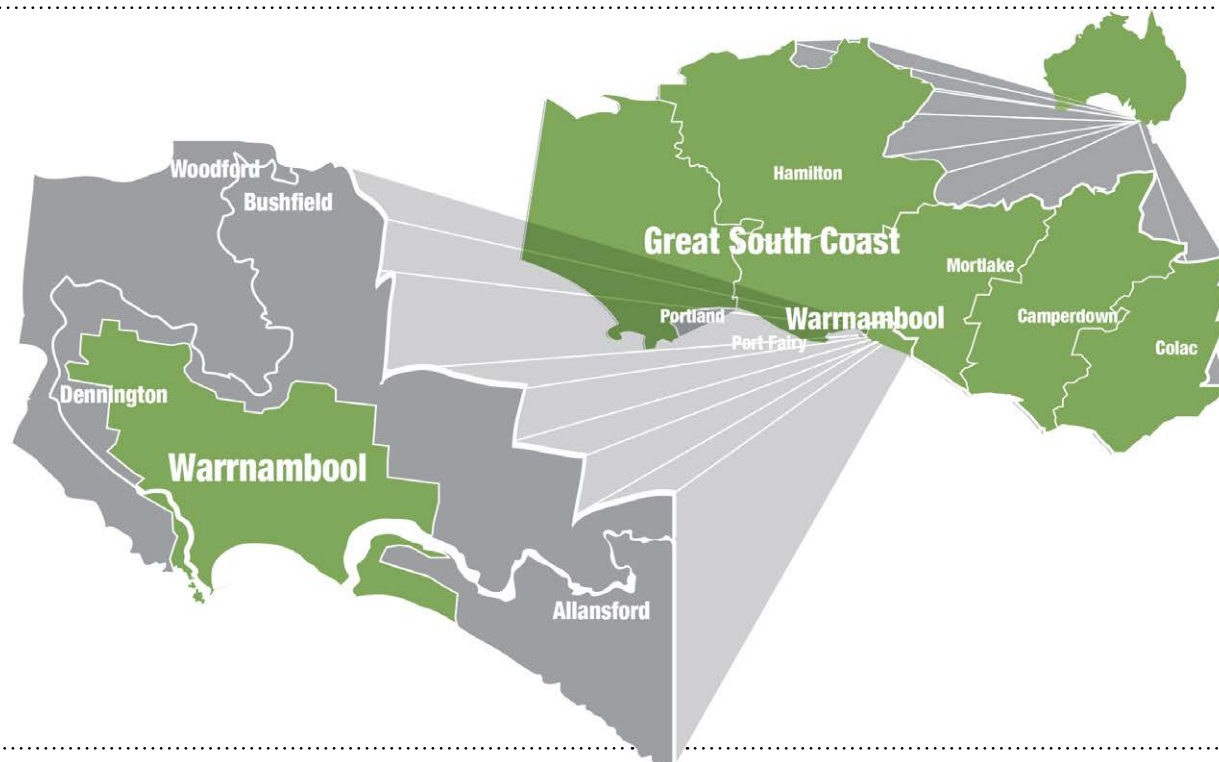 Woodford
Bushfield
Dennington
Warrnambool
Allansford
Hamilton
Great South Coast
Mortlake
Portland
Warrnambool
Camperdown
Port Fairy
Colac